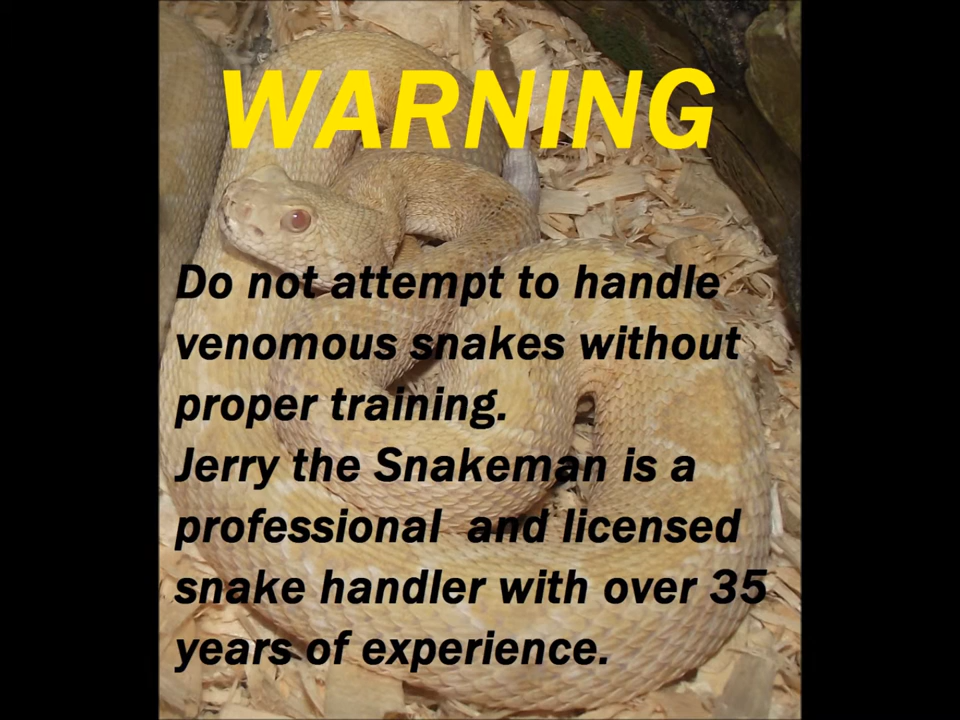 WARNING
Do not attempt to handle
venomous snakes without
proper training.
Jerry the Snakeman is a
professional and licensed
snake handler with over 35
years of experience.